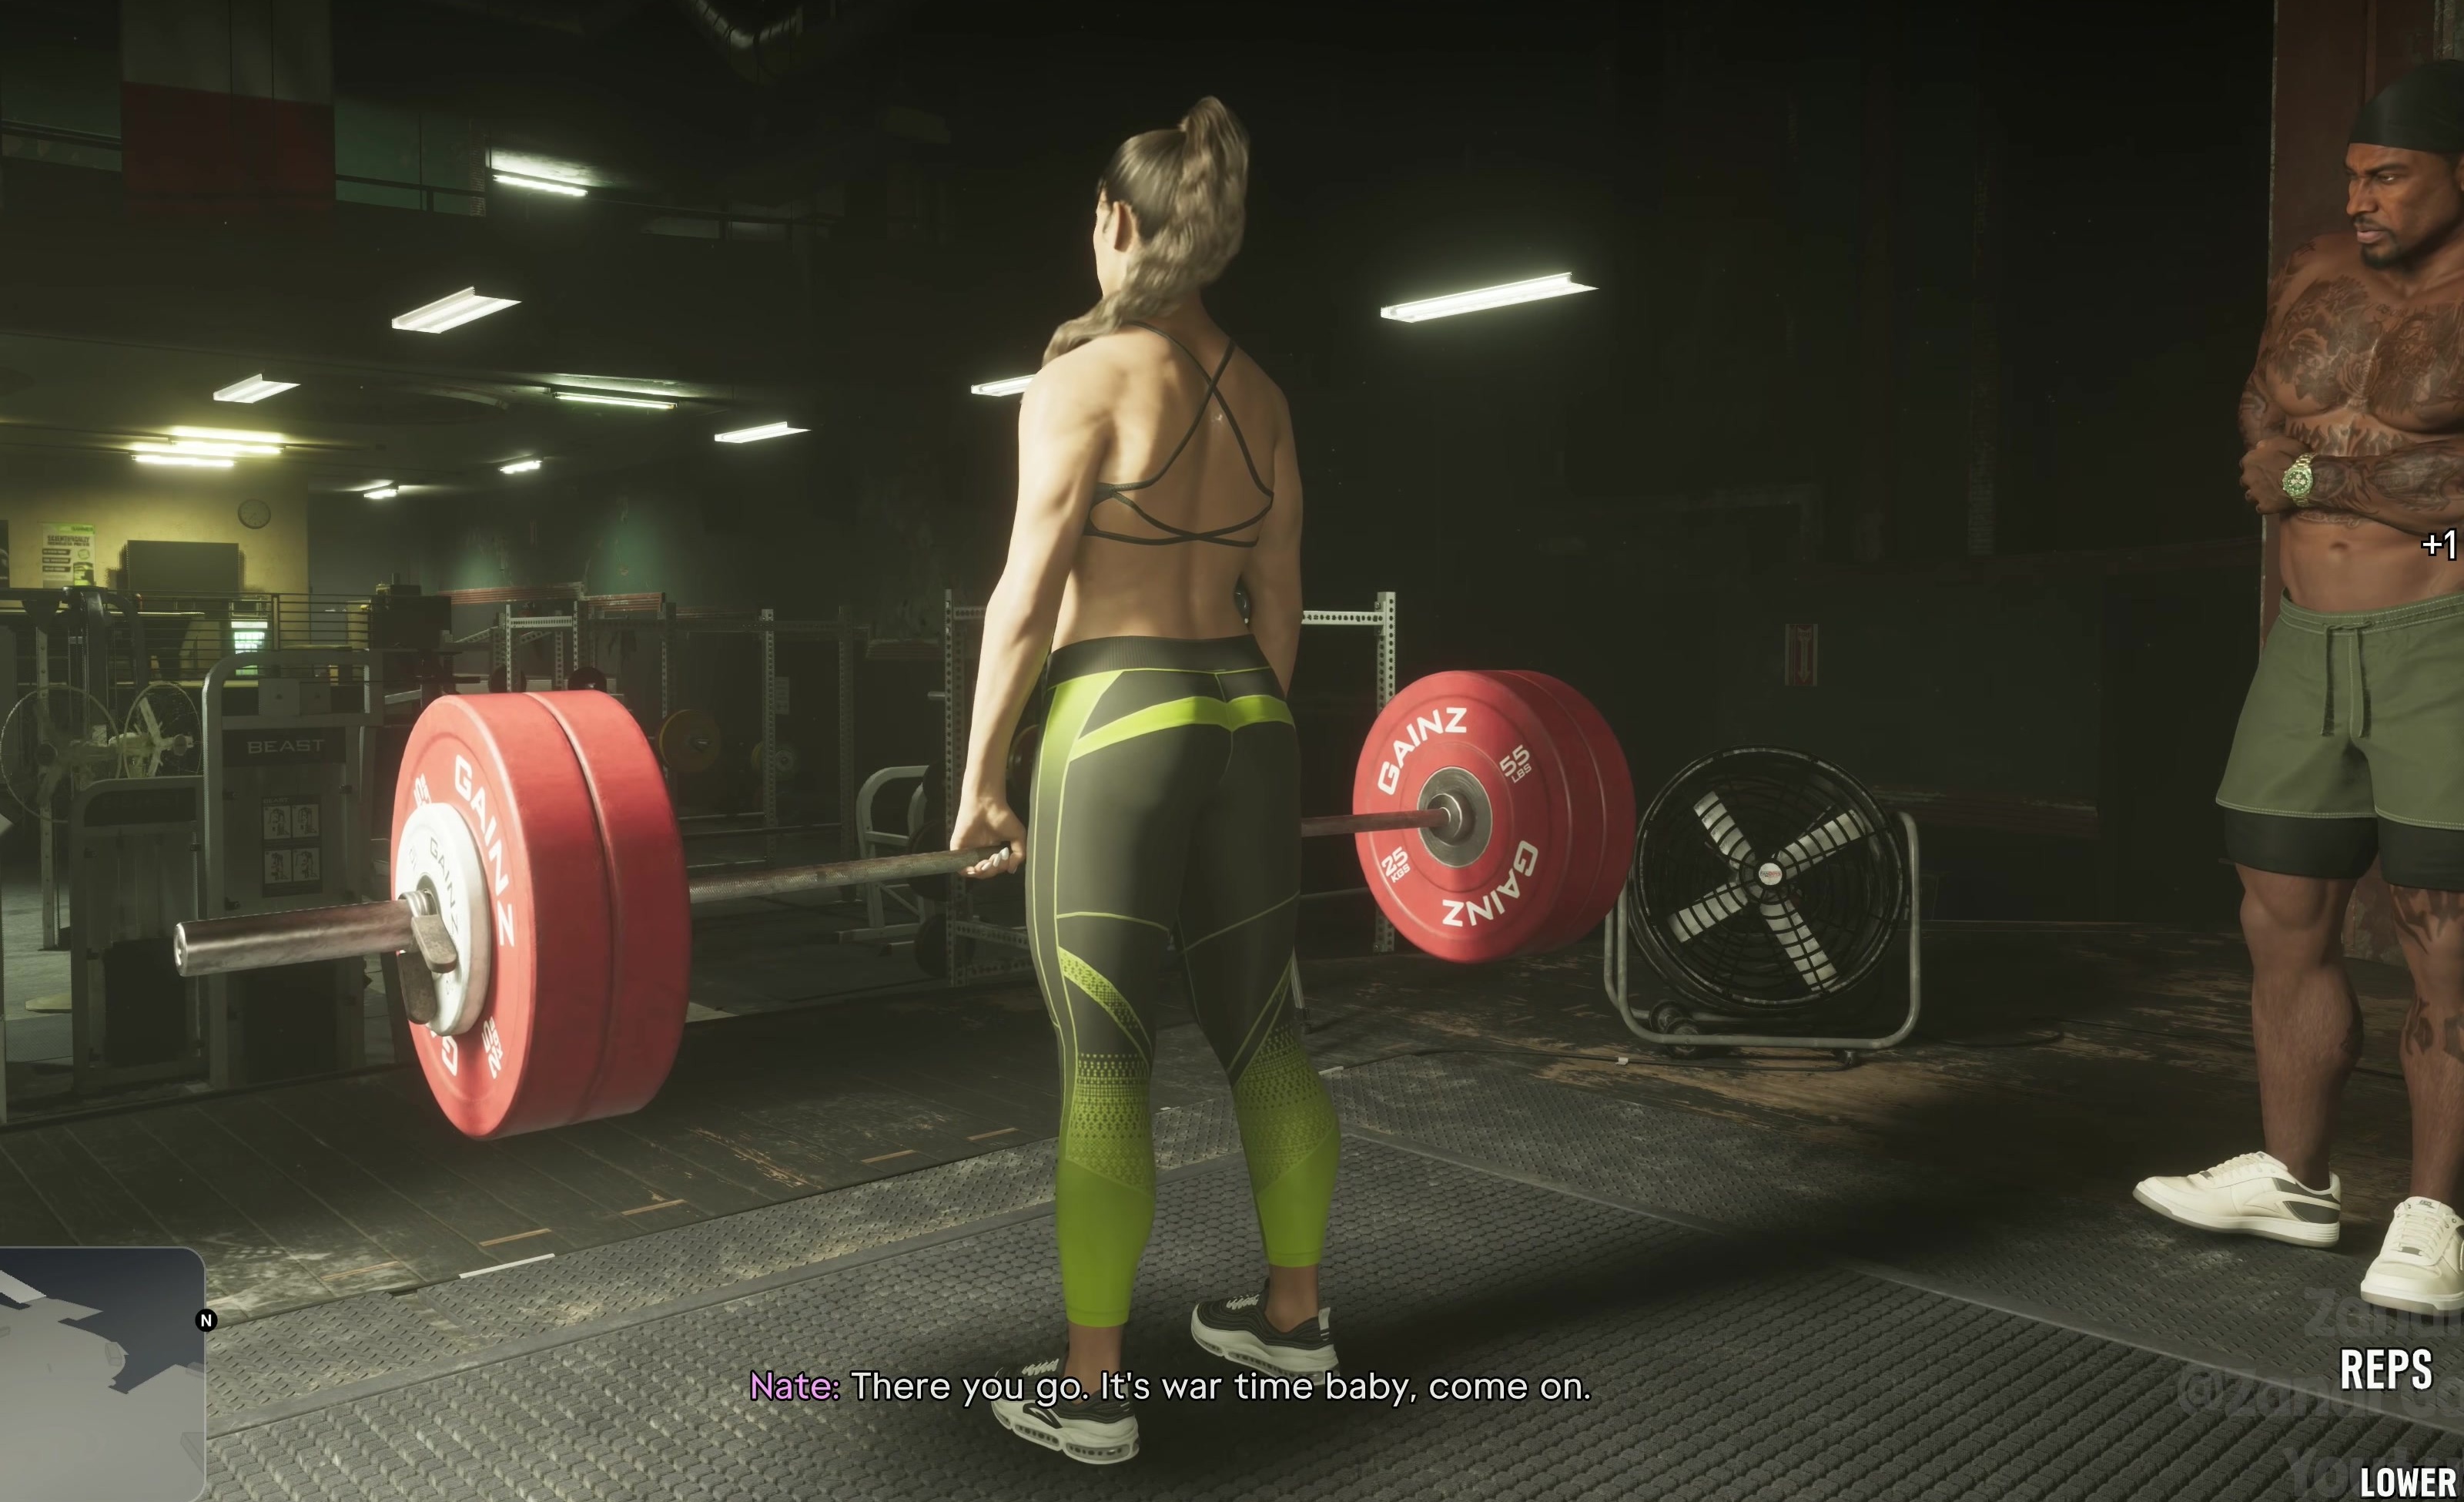 BEAST
GAINZ
GAINZ
GAINZ
55
LBS
25
KGS
GAINZ
+1
N
Nate: There you go. It's war time baby, come on.
REPS
LOWER